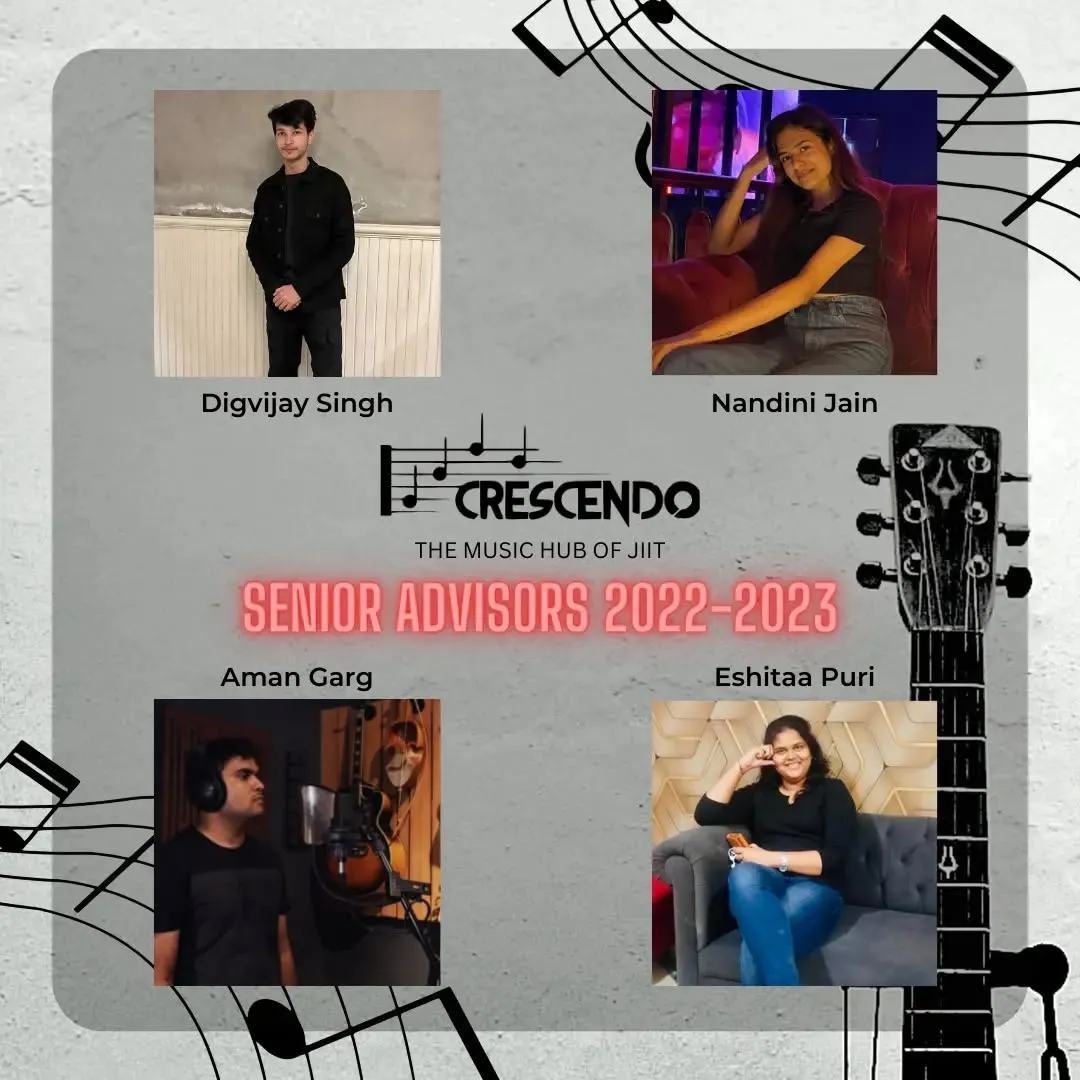 Digvijay Singh
Nandini Jain
CRESCENDO
THE MUSIC HUB OF JIIT
SENIOR ADVISORS 2022-2023
Aman Garg
Eshitaa Puri